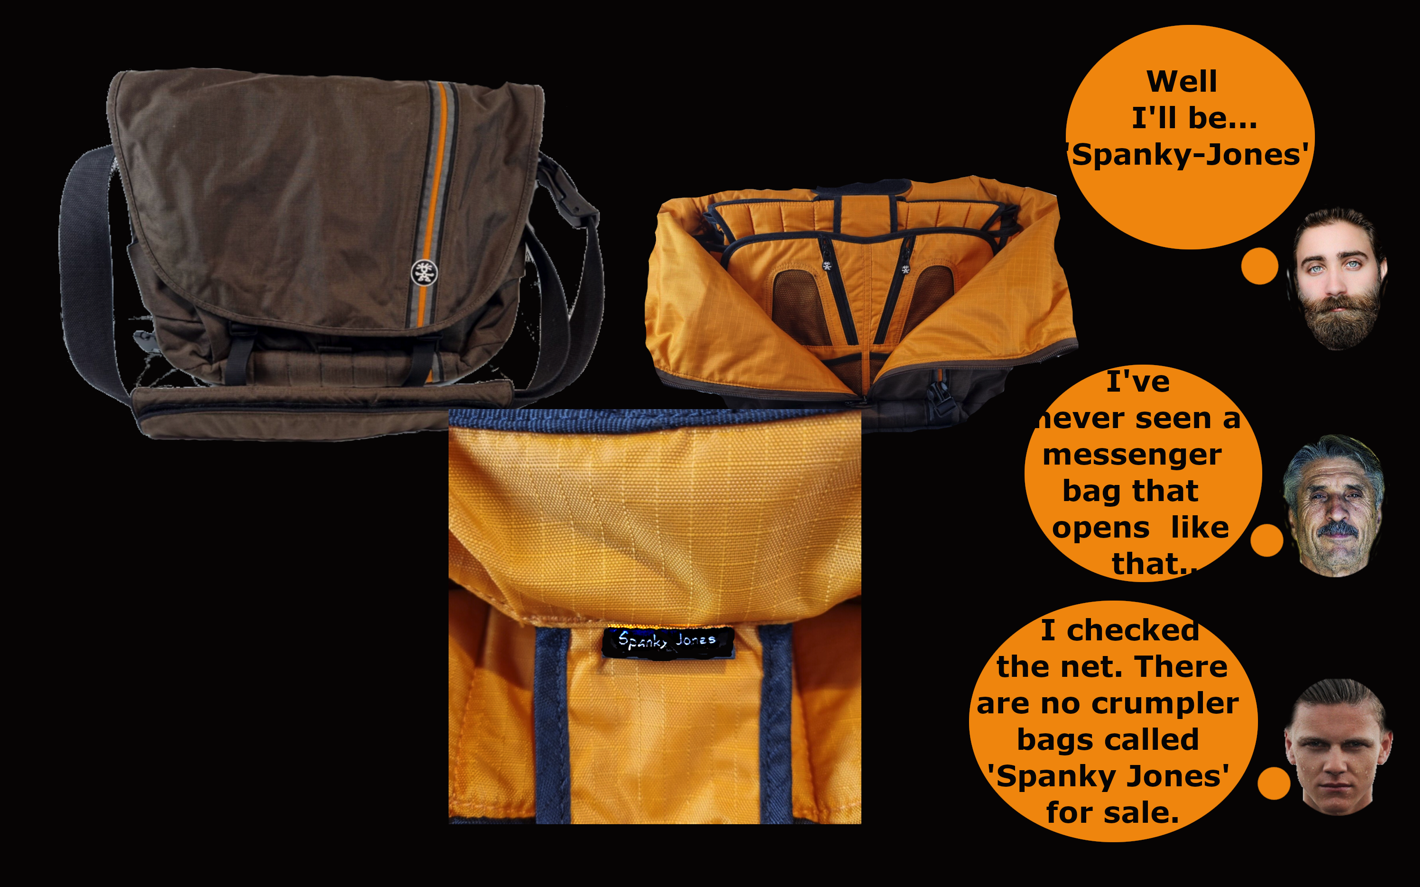 Well
I'll be...
'Spanky-Jones'
I've
never seen a
messenger
bag that
opens like
that..
Spanky Jones
I checked
the net. There
are no crumpler
bags called
'Spanky Jones'
for sale.